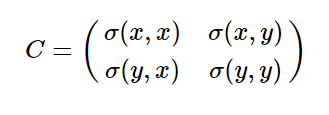 C = ( σ(x, x) σ(x, y)
σ(y, x) σ(y, y) )